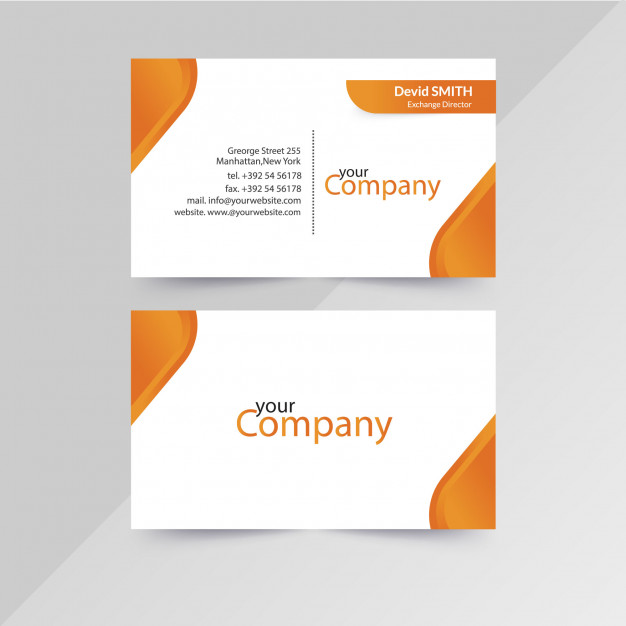 Devid SMITH
Exchange Director
Greorge Street 255
Manhattan,New York
tel. +392 54 56178
fax. +392 54 56178
mail. info@yourwebsite.com
website. www/@yourwebsite.com
your
Company
your
Company